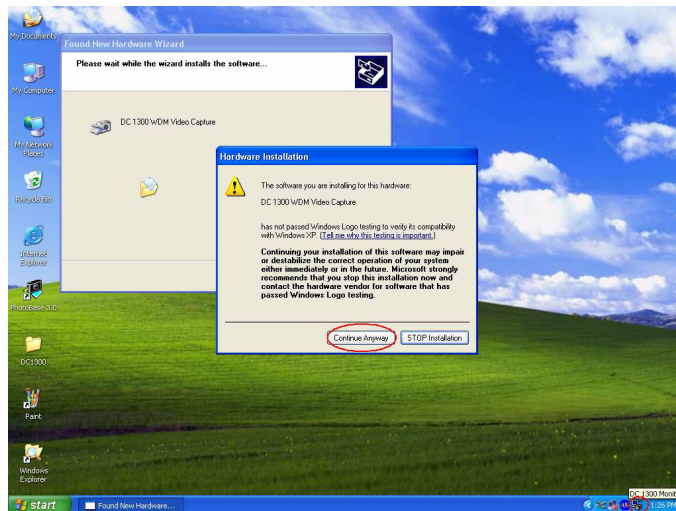 My Documents
My Computer
My Network
Places
Recycle Bin
Internet
Explorer
PhotoBase 3.0
DC1300
Paint
Windows
Explorer
Found New Hardware Wizard
Please wait while the wizard installs the software...
DC 1300 WDM Video Capture
Hardware Installation
The software you are installing for this hardware:
DC 1300 WDM Video Capture
has not passed Windows Logo testing to verify its compatibility
with Windows XP. (Tell me why this testing is important.)
Continuing your installation of this software may impair
or destabilize the correct operation of your system
either immediately or in the future. Microsoft strongly
recommends that you stop this installation now and
contact the hardware vendor for software that has
passed Windows Logo testing.
Continue Anyway
STOP Installation
DC 1300 Monit
start
Found New Hardware...
11:26 PM